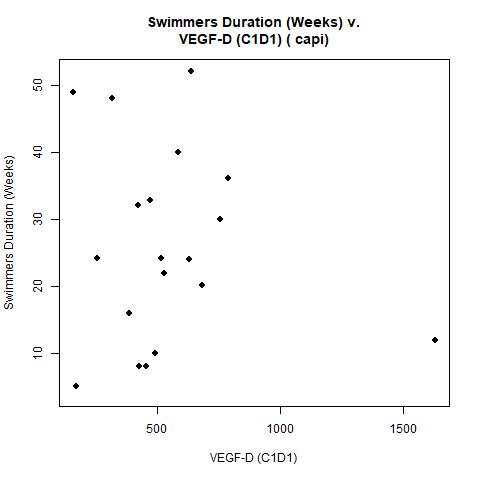 Swimmers Duration (Weeks) v.
VEGF-D (C1D1) ( capi)
Swimmers Duration (Weeks)
50
40
30
20
10
500
1000
1500
VEGF-D (C1D1)